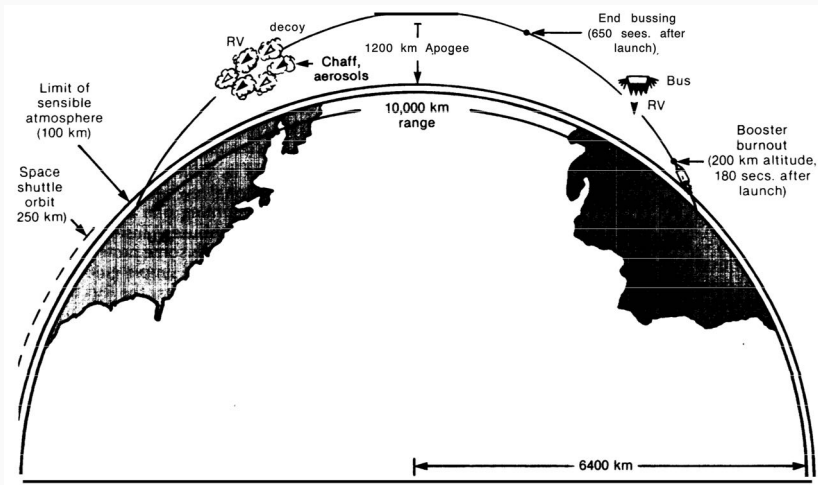 decoy
RV
Chaff,
aerosols
1200 km Apogee
End bussing
(650 sees. after
launch)
Bus
RV
Limit of
sensible
atmosphere
(100 km)
10,000 km
range
Booster
burnout
(200 km altitude,
180 secs. after
launch)
Space
shuttle
orbit
250 km)
6400 km